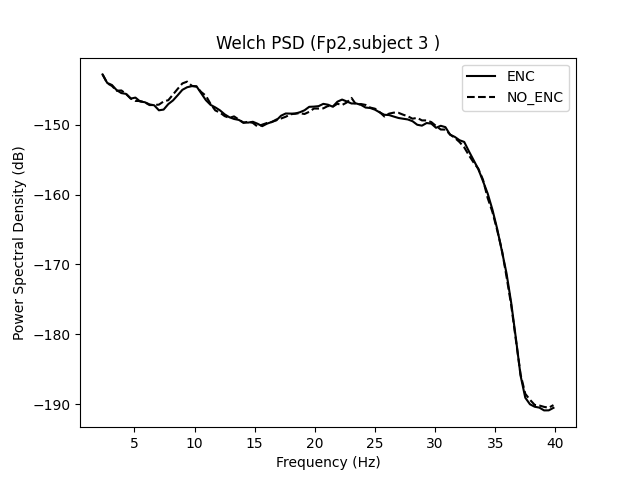 Welch PSD (Fp2,subject 3 )
ENC
NO_ENC
Power Spectral Density (dB)
−150
−160
−170
−180
−190
5 10 15 20 25 30 35 40
Frequency (Hz)